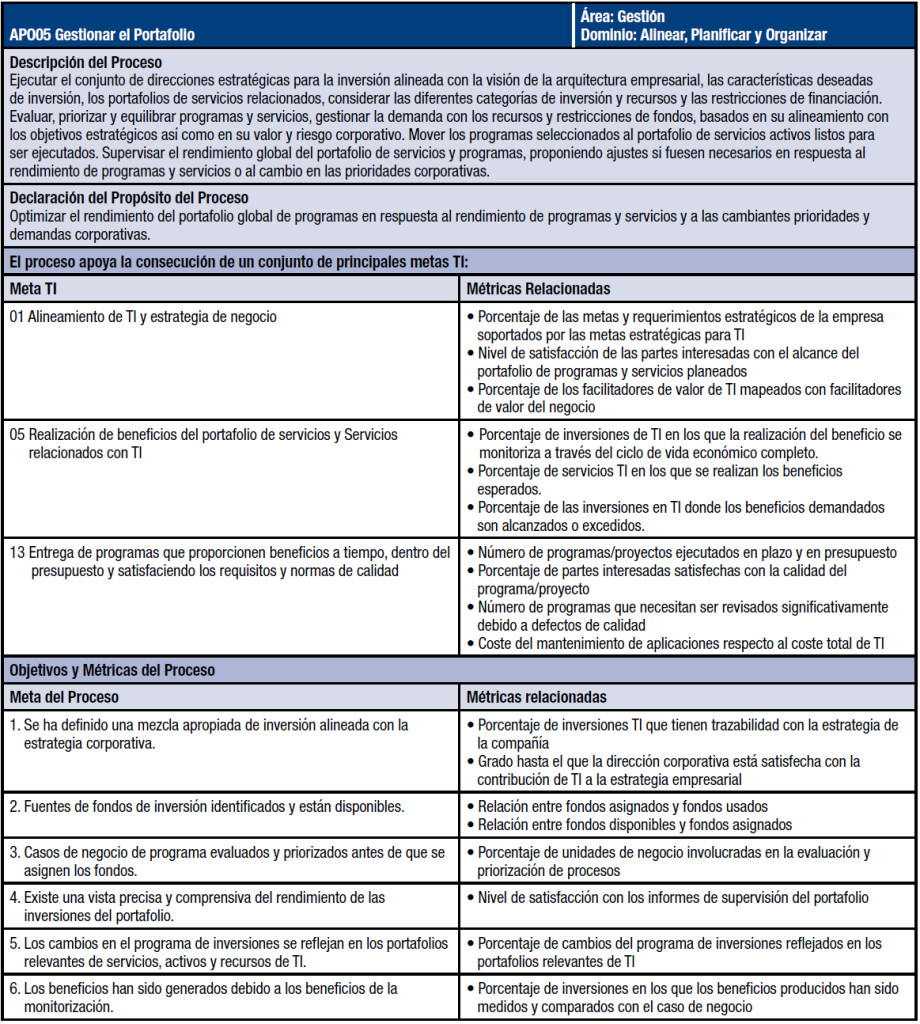 APO05 Gestionar el Portafolio
Área: Gestión
Dominio: Alinear, Planificar y Organizar
Descripción del Proceso
Ejecutar el conjunto de direcciones estratégicas para la inversión alineada con la visión de la arquitectura empresarial, las características deseadas
de inversión, los portafolios de servicios relacionados, considerar las diferentes categorías de inversión y recursos y las restricciones de financiación.
Evaluar, priorizar y equilibrar programas y servicios, gestionar la demanda con los recursos y restricciones de fondos, basados en su alineamiento con
los objetivos estratégicos así como en su valor y riesgo corporativo. Mover los programas seleccionados al portafolio de servicios activos listos para
ser ejecutados. Supervisar el rendimiento global del portafolio de servicios y programas, proponiendo ajustes si fuesen necesarios en respuesta al
rendimiento de programas y servicios o al cambio en las prioridades corporativas.
Declaración del Propósito del Proceso
Optimizar el rendimiento del portafolio global de programas en respuesta al rendimiento de programas y servicios y a las cambiantes prioridades y
demandas corporativas.
El proceso apoya la consecución de un conjunto de principales metas TI:
Meta TI
Métricas Relacionadas
01 Alineamiento de TI y estrategia de negocio
• Porcentaje de las metas y requerimientos estratégicos de la empresa
soportados por las metas estratégicas para TI
• Nivel de satisfacción de las partes interesadas con el alcance del
portafolio de programas y servicios planeados
• Porcentaje de los facilitadores de valor de TI mapeados con facilitadores
de valor del negocio
05 Realización de beneficios del portafolio de servicios y Servicios
relacionados con TI
• Porcentaje de inversiones de TI en los que la realización del beneficio se
monitoriza a través del ciclo de vida económico completo.
• Porcentaje de servicios TI en los que se realizan los beneficios
esperados.
• Porcentaje de las inversiones en TI donde los beneficios demandados
son alcanzados o excedidos.
13 Entrega de programas que proporcionen beneficios a tiempo, dentro del
presupuesto y satisfaciendo los requisitos y normas de calidad
• Número de programas/proyectos ejecutados en plazo y en presupuesto
• Porcentaje de partes interesadas satisfechas con la calidad del
programa/proyecto
• Número de programas que necesitan ser revisados significativamente
debido a defectos de calidad
• Coste del mantenimiento de aplicaciones respecto al coste total de TI
Objetivos y Métricas del Proceso
Meta del Proceso
Métricas relacionadas
1. Se ha definido una mezcla apropiada de inversión alineada con la
estrategia corporativa.
• Porcentaje de inversiones TI que tienen trazabilidad con la estrategia de
la compañía
• Grado hasta el que la dirección corporativa está satisfecha con la
contribución de TI a la estrategia empresarial
2. Fuentes de fondos de inversión identificados y están disponibles.
• Relación entre fondos asignados y fondos usados
• Relación entre fondos disponibles y fondos asignados
3. Casos de negocio de programa evaluados y priorizados antes de que se
asignen los fondos.
• Porcentaje de unidades de negocio involucradas en la evaluación y
priorización de procesos
4. Existe una vista precisa y comprensiva del rendimiento de las
inversiones del portafolio.
• Nivel de satisfacción con los informes de supervisión del portafolio
5. Los cambios en el programa de inversiones se reflejan en los portafolios
relevantes de servicios, activos y recursos de TI.
• Porcentaje de cambios del programa de inversiones reflejados en los
portafolios relevantes de TI
6. Los beneficios han sido generados debido a los beneficios de la
monitorización.
• Porcentaje de inversiones en los que los beneficios producidos han sido
medidos y comparados con el caso de negocio